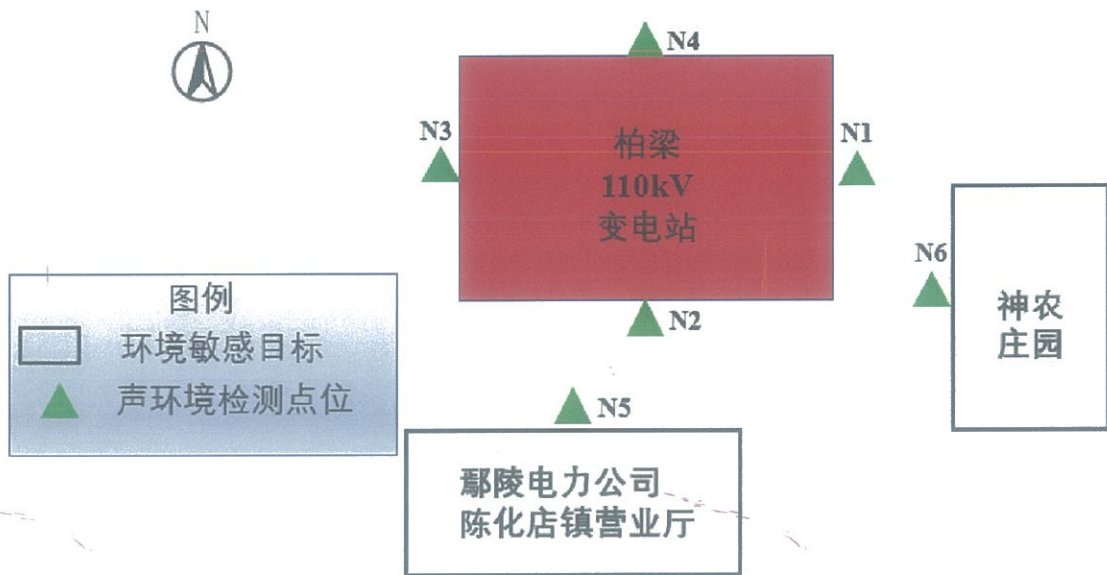 N
N4
N3
N1
柏梁
110kV
变电站
N6
N2
神农
庄园
图例
环境敏感目标
声环境检测点位
N5
鄢陵电力公司
陈化店镇营业厅